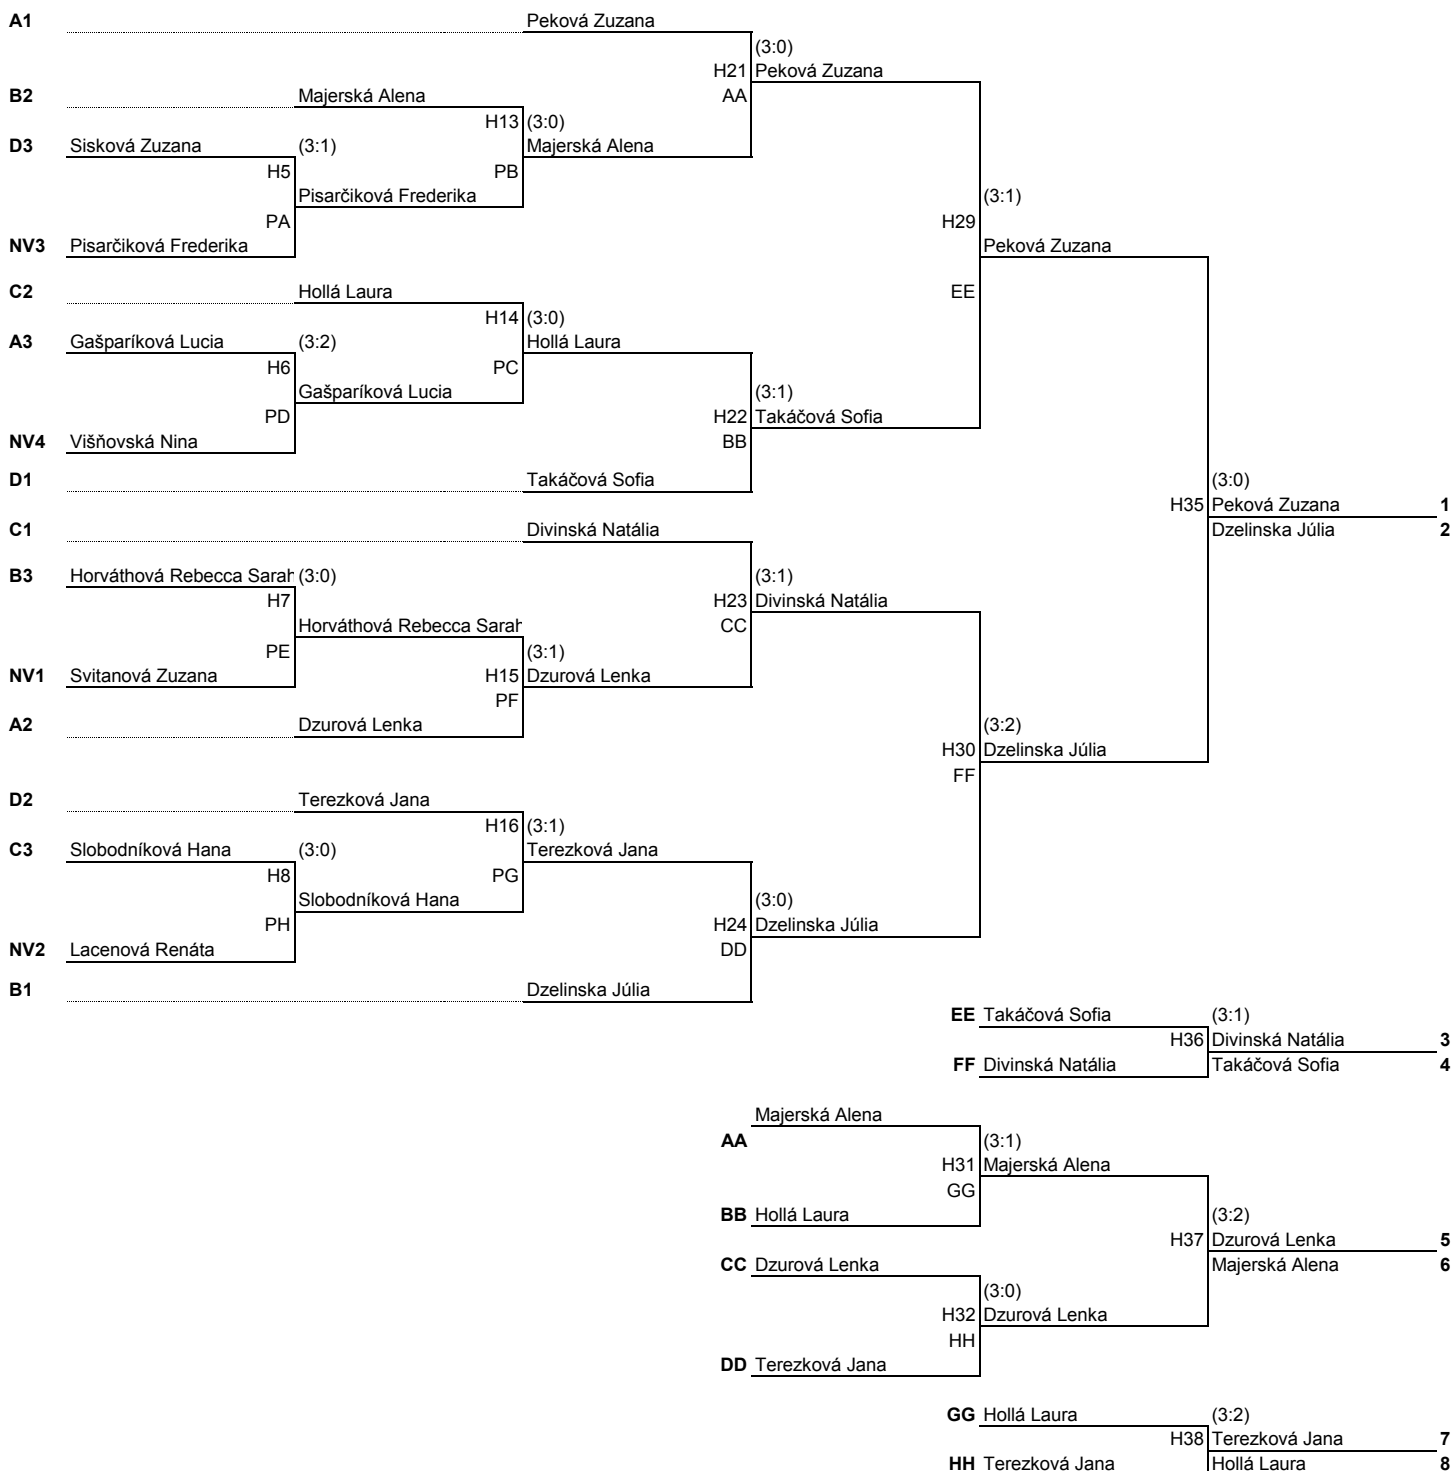 A1 Peková Zuzana
(3:0)
H21 Peková Zuzana
B2 Majerská Alena AA
H13 (3:0)
D3 Sisková Zuzana (3:1) Majerská Alena
H5 PB
Pisarčiková Frederika (3:1)
PA H29
NV3 Pisarčiková Frederika Peková Zuzana
C2 Hollá Laura EE
H14 (3:0)
A3 Gašparíková Lucia (3:2) Hollá Laura
H6 PC
Gašparíková Lucia (3:1)
PD H22 Takáčová Sofia
NV4 Višňovská Nina BB
D1 Takáčová Sofia (3:0)
H35 Peková Zuzana 1
C1 Divinská Natália Dzelinska Júlia 2
B3 Horváthová Rebecca Sarah (3:0) (3:1)
H7 H23 Divinská Natália
Horváthová Rebecca Sarah CC
PE (3:1)
NV1 Svitanová Zuzana H15 Dzurová Lenka
PF
A2 Dzurová Lenka (3:2)
H30 Dzelinska Júlia
FF
D2 Terezková Jana
H16 (3:1)
C3 Slobodníková Hana (3:0) Terezková Jana
H8 PG
Slobodníková Hana (3:0)
PH H24 Dzelinska Júlia
NV2 Lacenová Renáta DD
B1 Dzelinska Júlia
EE Takáčová Sofia (3:1)
H36 Divinská Natália 3
FF Divinská Natália Takáčová Sofia 4
Majerská Alena
AA (3:1)
H31 Majerská Alena
GG
BB Hollá Laura (3:2)
H37 Dzurová Lenka 5
CC Dzurová Lenka Majerská Alena 6
(3:0)
H32 Dzurová Lenka
HH
DD Terezková Jana
GG Hollá Laura (3:2)
H38 Terezková Jana 7
HH Terezková Jana Hollá Laura 8